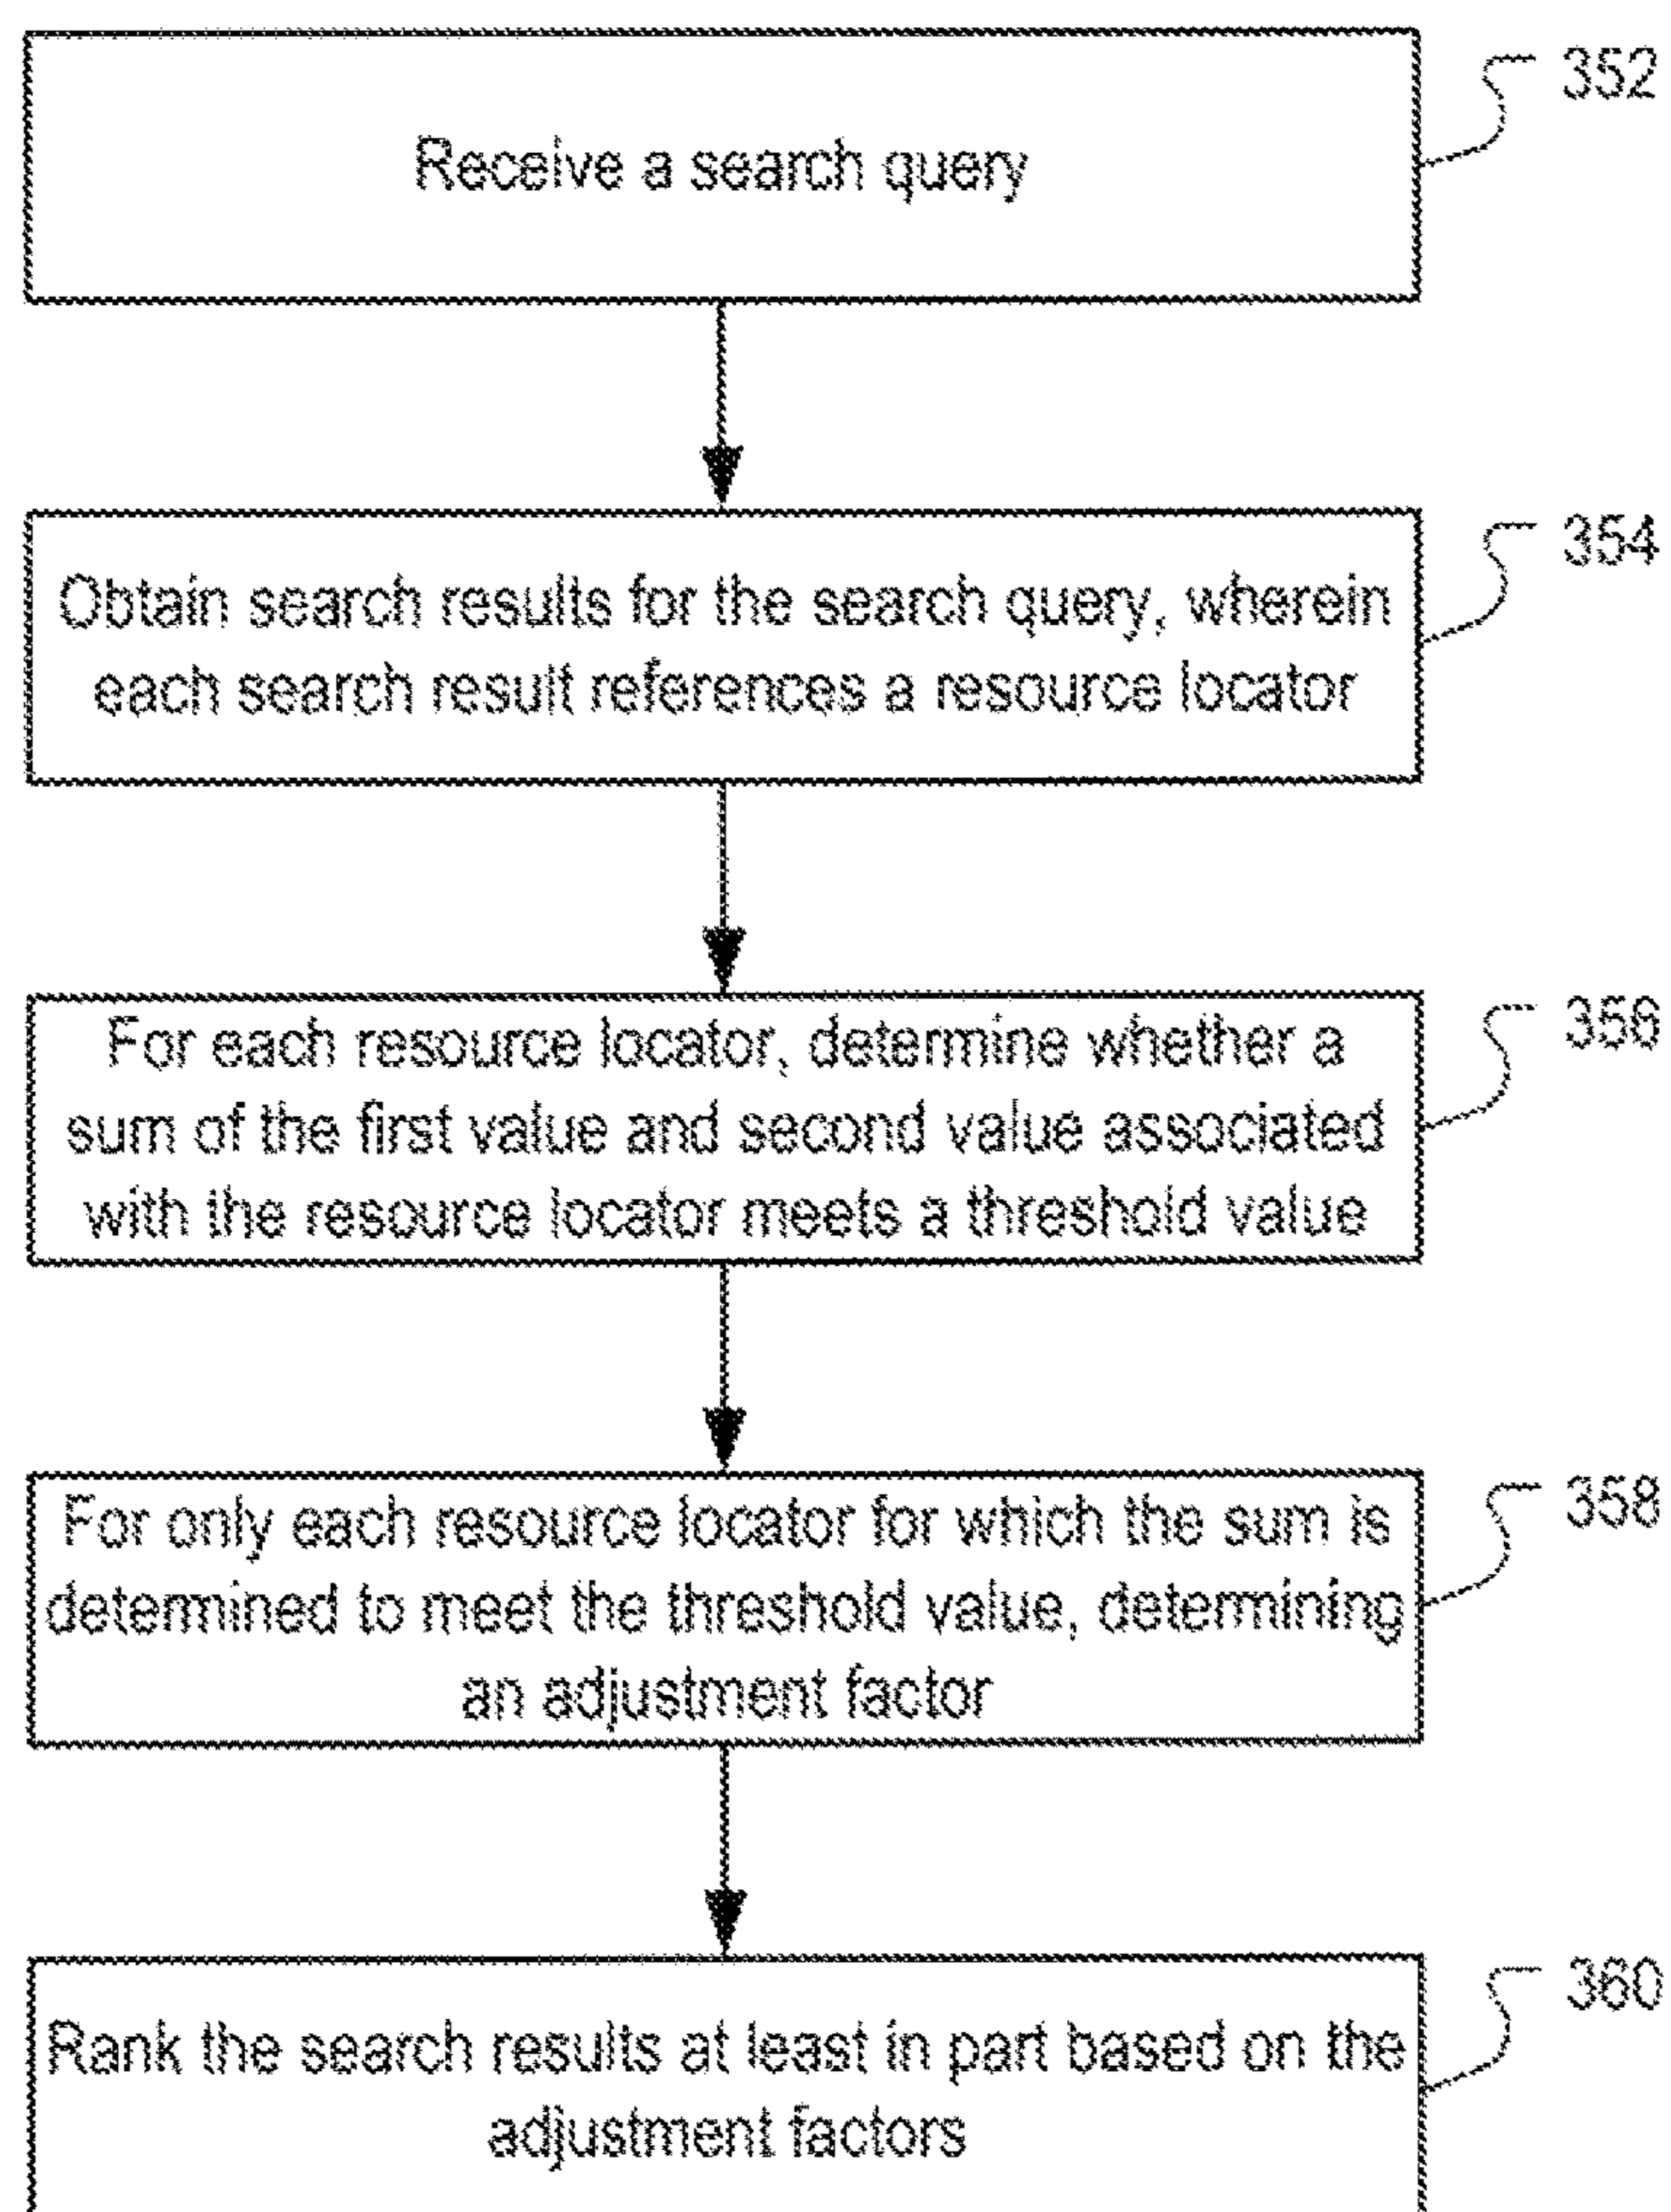 Receive a search query
352
Obtain search results for the search query, wherein
each search result references a resource locator
354
For each resource locator, determine whether a
sum of the first value and second value associated
with the resource locator meets a threshold value
356
For only each resource locator for which the sum is
determined to meet the threshold value, determining
an adjustment factor
358
Rank the search results at least in part based on the
adjustment factors
360